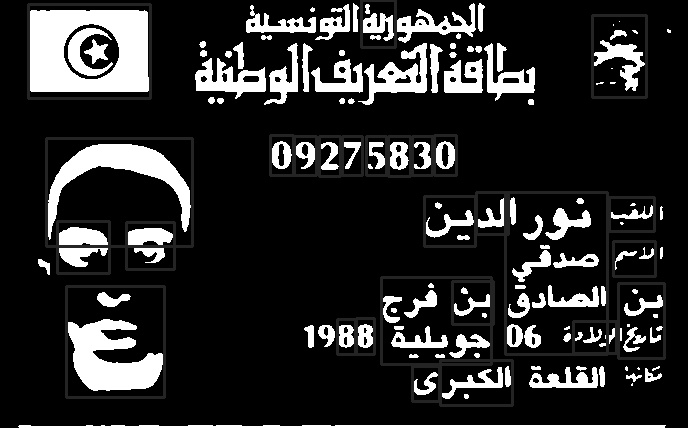 الجمهورية التونسية
بطاقة التعريف الوطنية
09275830
اللقب نور الدين
الاسم صدقي
بن الصادق بن فرج
تاريخ الولادة 06 جويلية 1988
مكانها القلعة الكبرى